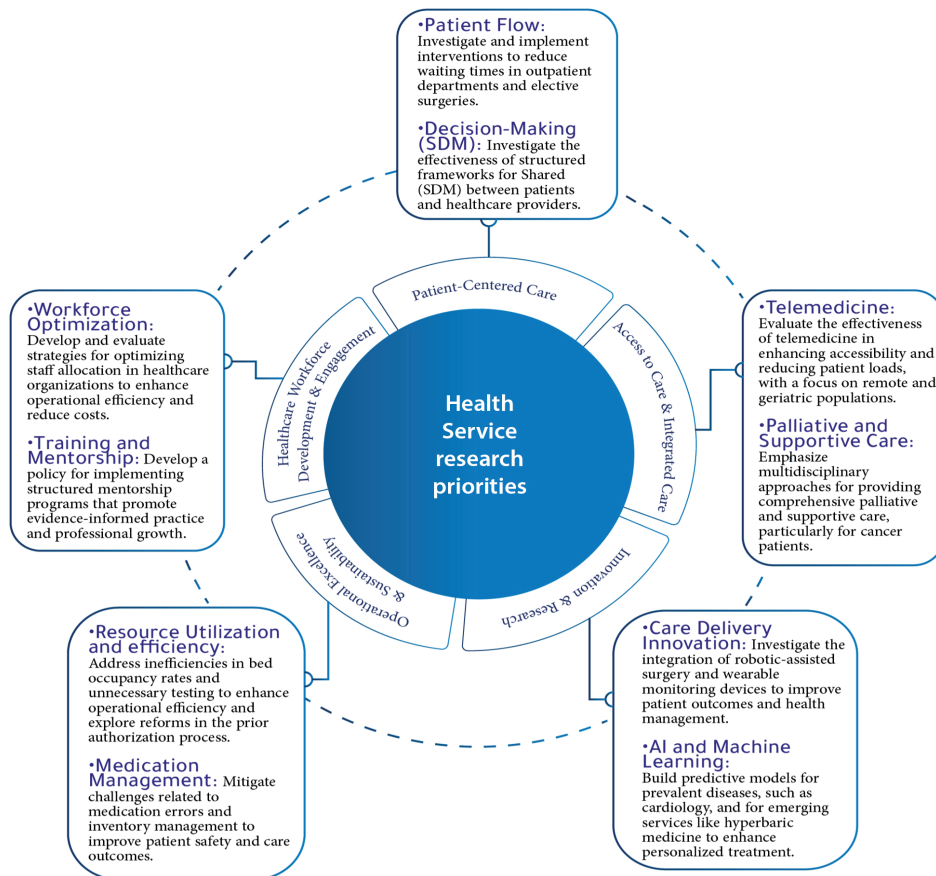 •Patient Flow:
Investigate and implement
interventions to reduce
waiting times in outpatient
departments and elective
surgeries.
•Decision-Making
(SDM): Investigate the
effectiveness of structured
frameworks for Shared
(SDM) between patients
and healthcare providers.
•Workforce
Optimization:
Develop and evaluate
strategies for optimizing
staff allocation in healthcare
organizations to enhance
operational efficiency and
reduce costs.
•Training and
Mentorship: Develop a
policy for implementing
structured mentorship
programs that promote
evidence-informed practice
and professional growth.
Patient-Centered Care
Healthcare Workforce
Development & Engagement
Access to Care & Integrated Care
Health
Service
research
priorities
Operational Excellence
& Sustainability
Innovation & Research
•Telemedicine:
Evaluate the effectiveness
of telemedicine in
enhancing accessibility and
reducing patient loads,
with a focus on remote and
geriatric populations.
•Palliative and
Supportive Care:
Emphasize
multidisciplinary
approaches for providing
comprehensive palliative
and supportive care,
particularly for cancer
patients.
•Resource Utilization
and efficiency:
Address inefficiencies in bed
occupancy rates and
unnecessary testing to enhance
operational efficiency and
explore reforms in the prior
authorization process.
•Medication
Management: Mitigate
challenges related to
medication errors and
inventory management to
improve patient safety and care
outcomes.
•Care Delivery
Innovation: Investigate the
integration of robotic-assisted
surgery and wearable
monitoring devices to improve
patient outcomes and health
management.
•AI and Machine
Learning:
Build predictive models for
prevalent diseases, such as
cardiology, and for emerging
services like hyperbaric
medicine to enhance
personalized treatment.